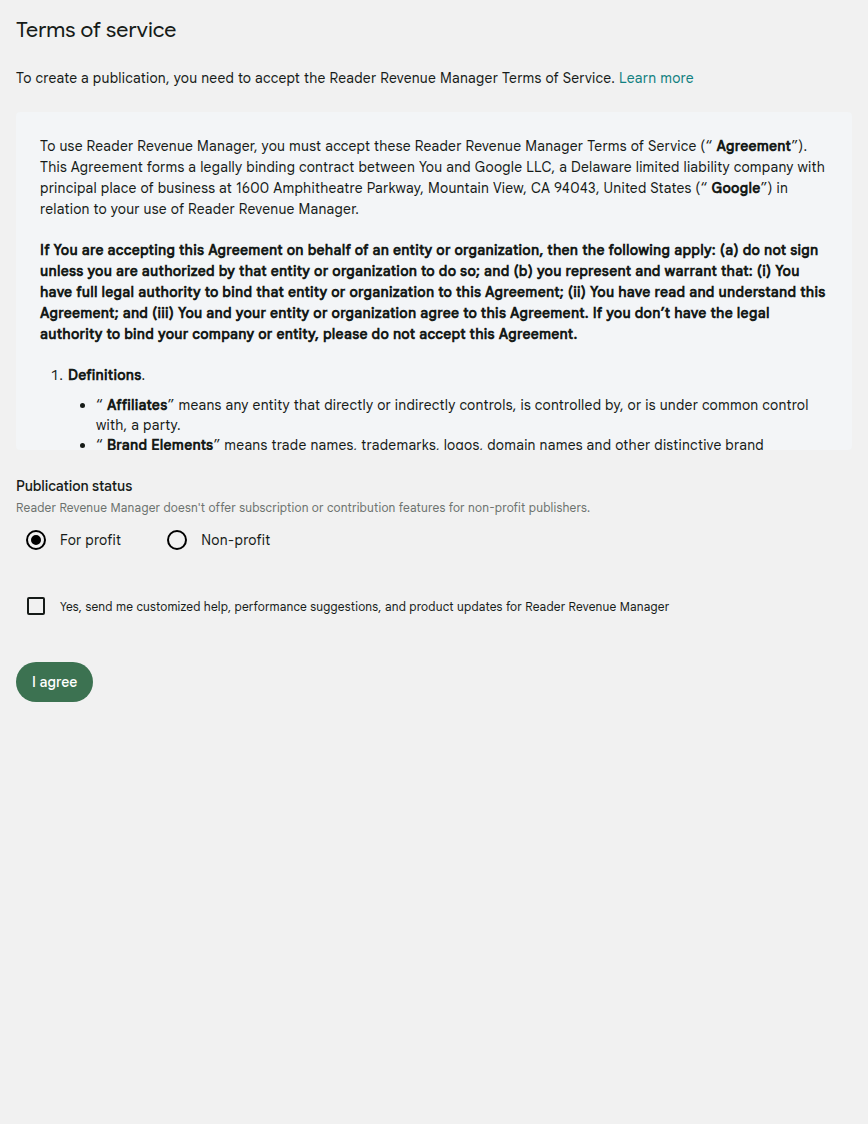 Terms of service
To create a publication, you need to accept the Reader Revenue Manager Terms of Service. Learn more
To use Reader Revenue Manager, you must accept these Reader Revenue Manager Terms of Service (“ Agreement”).
This Agreement forms a legally binding contract between You and Google LLC, a Delaware limited liability company with
principal place of business at 1600 Amphitheatre Parkway, Mountain View, CA 94043, United States (“ Google”) in
relation to your use of Reader Revenue Manager.
If You are accepting this Agreement on behalf of an entity or organization, then the following apply: (a) do not sign
unless you are authorized by that entity or organization to do so; and (b) you represent and warrant that: (i) You
have full legal authority to bind that entity or organization to this Agreement; (ii) You have read and understand this
Agreement; and (iii) You and your entity or organization agree to this Agreement. If you don’t have the legal
authority to bind your company or entity, please do not accept this Agreement.
1. Definitions.
• “ Affiliates” means any entity that directly or indirectly controls, is controlled by, or is under common control
with, a party.
• “ Brand Elements” means trade names, trademarks, logos, domain names and other distinctive brand
Publication status
Reader Revenue Manager doesn't offer subscription or contribution features for non-profit publishers.
For profit Non-profit
Yes, send me customized help, performance suggestions, and product updates for Reader Revenue Manager
I agree